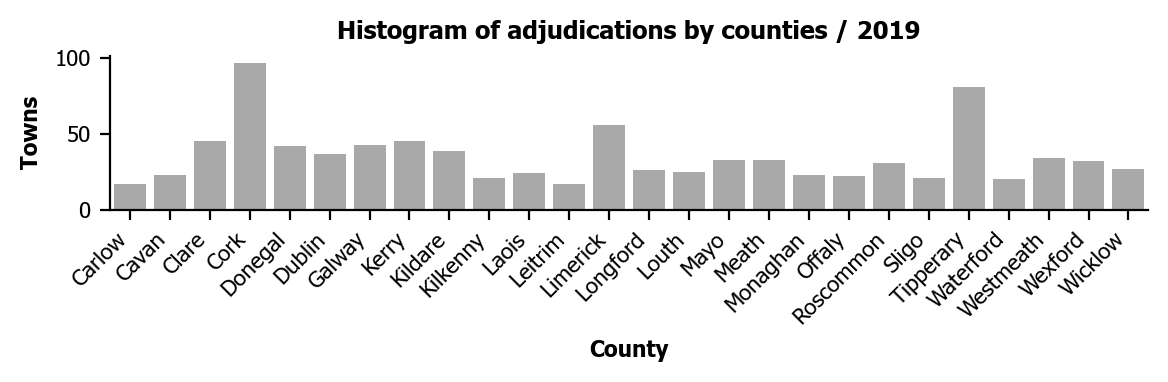 Histogram of adjudications by counties / 2019
100
50
0
Towns
Carlow
Cavan
Clare
Cork
Donegal
Dublin
Galway
Kerry
Kildare
Kilkenny
Laois
Leitrim
Limerick
Longford
Louth
Mayo
Meath
Monaghan
Offaly
Roscommon
Sligo
Tipperary
Waterford
Westmeath
Wexford
Wicklow
County